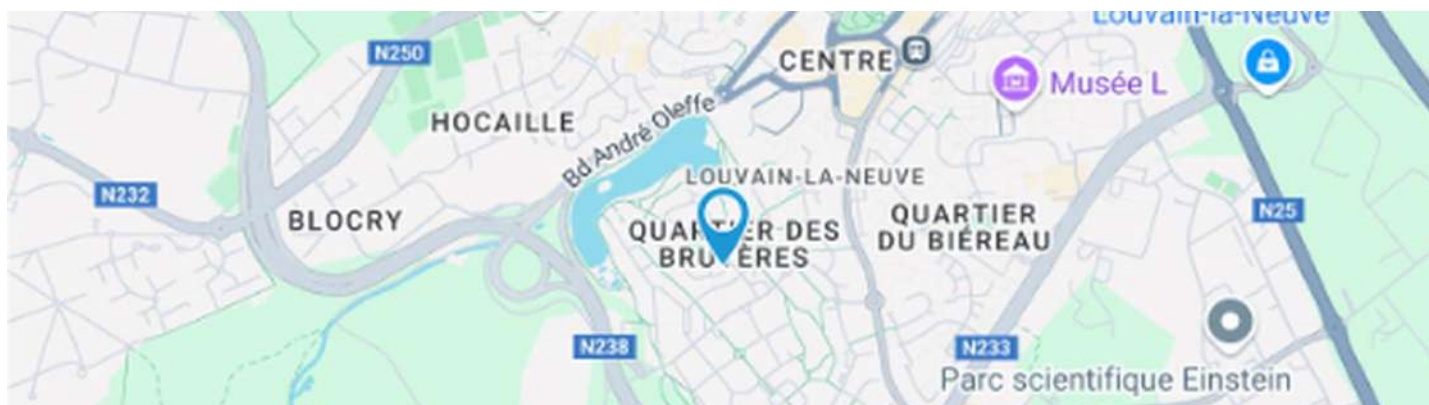 Louvain-la-Neuve
N250
CENTRE
Musée L
HOCAILLE
Bd André Oleffe
LOUVAIN-LA-NEUVE
N232
BLOCRY
QUARTIER DES
BRUYÈRES
QUARTIER
DU BIÉREAU
N25
N238
N233
Parc scientifique Einstein